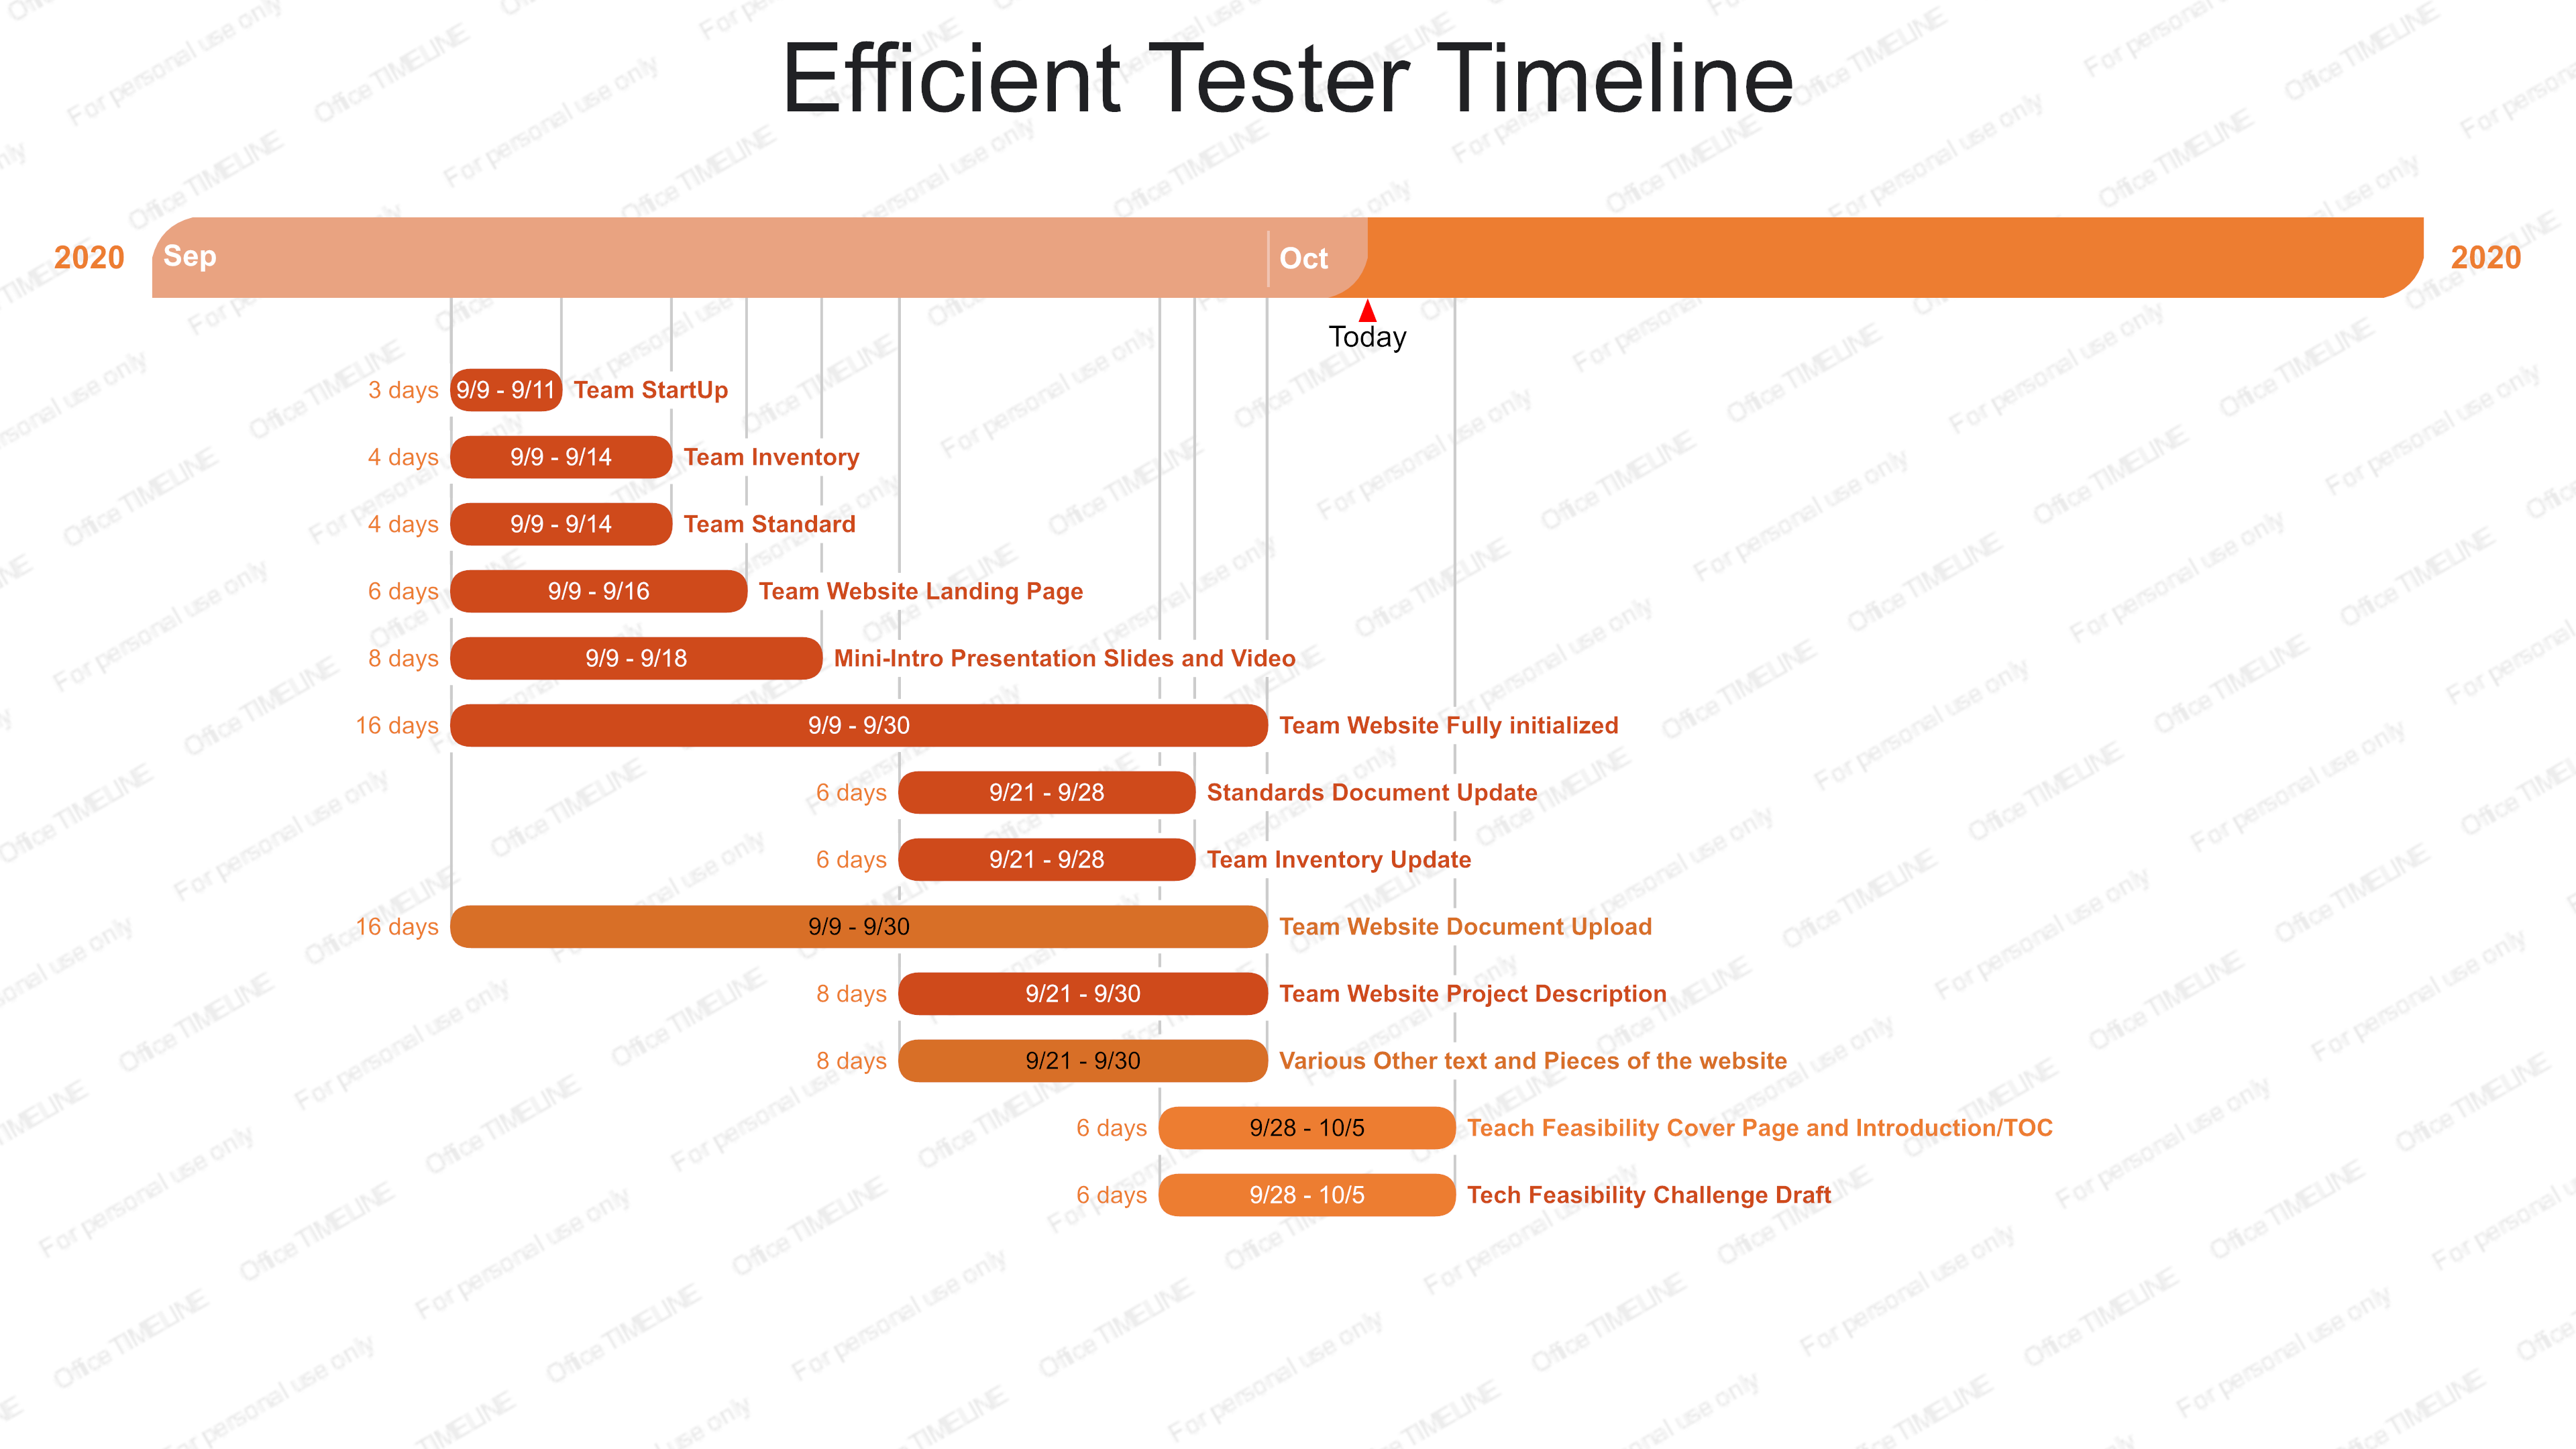 Efficient Tester Timeline
2020 Sep Oct 2020
Today
3 days 9/9 - 9/11 Team StartUp
4 days 9/9 - 9/14 Team Inventory
4 days 9/9 - 9/14 Team Standard
6 days 9/9 - 9/16 Team Website Landing Page
8 days 9/9 - 9/18 Mini-Intro Presentation Slides and Video
16 days 9/9 - 9/30 Team Website Fully initialized
6 days 9/21 - 9/28 Standards Document Update
6 days 9/21 - 9/28 Team Inventory Update
16 days 9/9 - 9/30 Team Website Document Upload
8 days 9/21 - 9/30 Team Website Project Description
8 days 9/21 - 9/30 Various Other text and Pieces of the website
6 days 9/28 - 10/5 Teach Feasibility Cover Page and Introduction/TOC
6 days 9/28 - 10/5 Tech Feasibility Challenge Draft
Office TIMELINE For personal use only